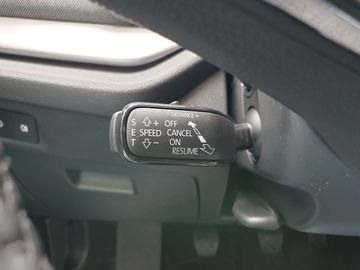 - DISTANCE +
S + OFF
E SPEED CANCEL
T - ON
RESUME